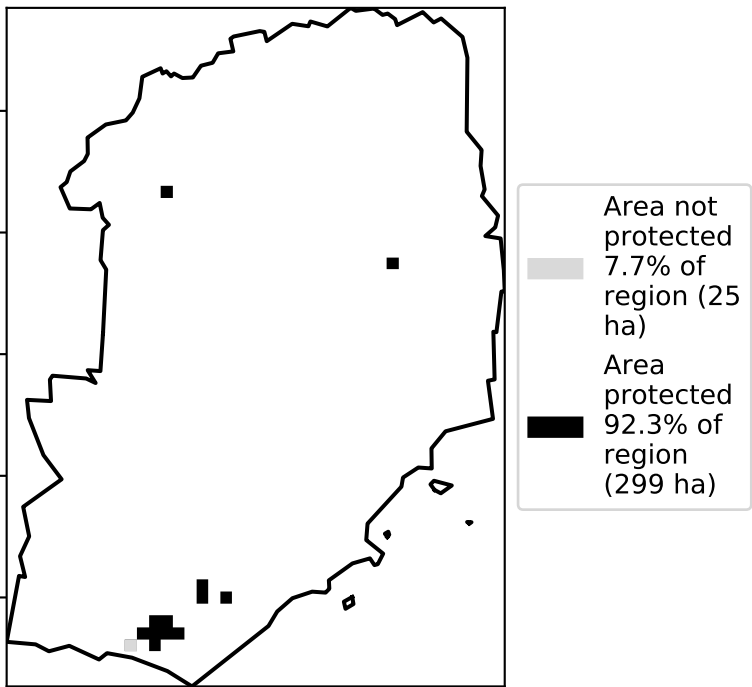 Area not
protected
7.7% of
region (25
ha)
Area
protected
92.3% of
region
(299 ha)